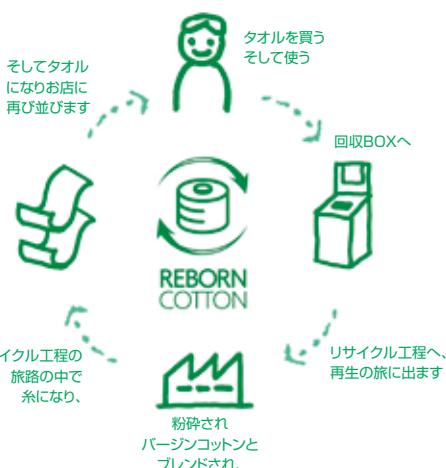 タオルを買う
そして使う
回収BOXへ
リサイクル工程へ、
再生の旅に出ます
粉砕され
バージンコットンと
ブレンドされ、
イクル工程の
旅路の中で
糸になり、
そしてタオル
になりお店に
再び並びます
REBORN
COTTON